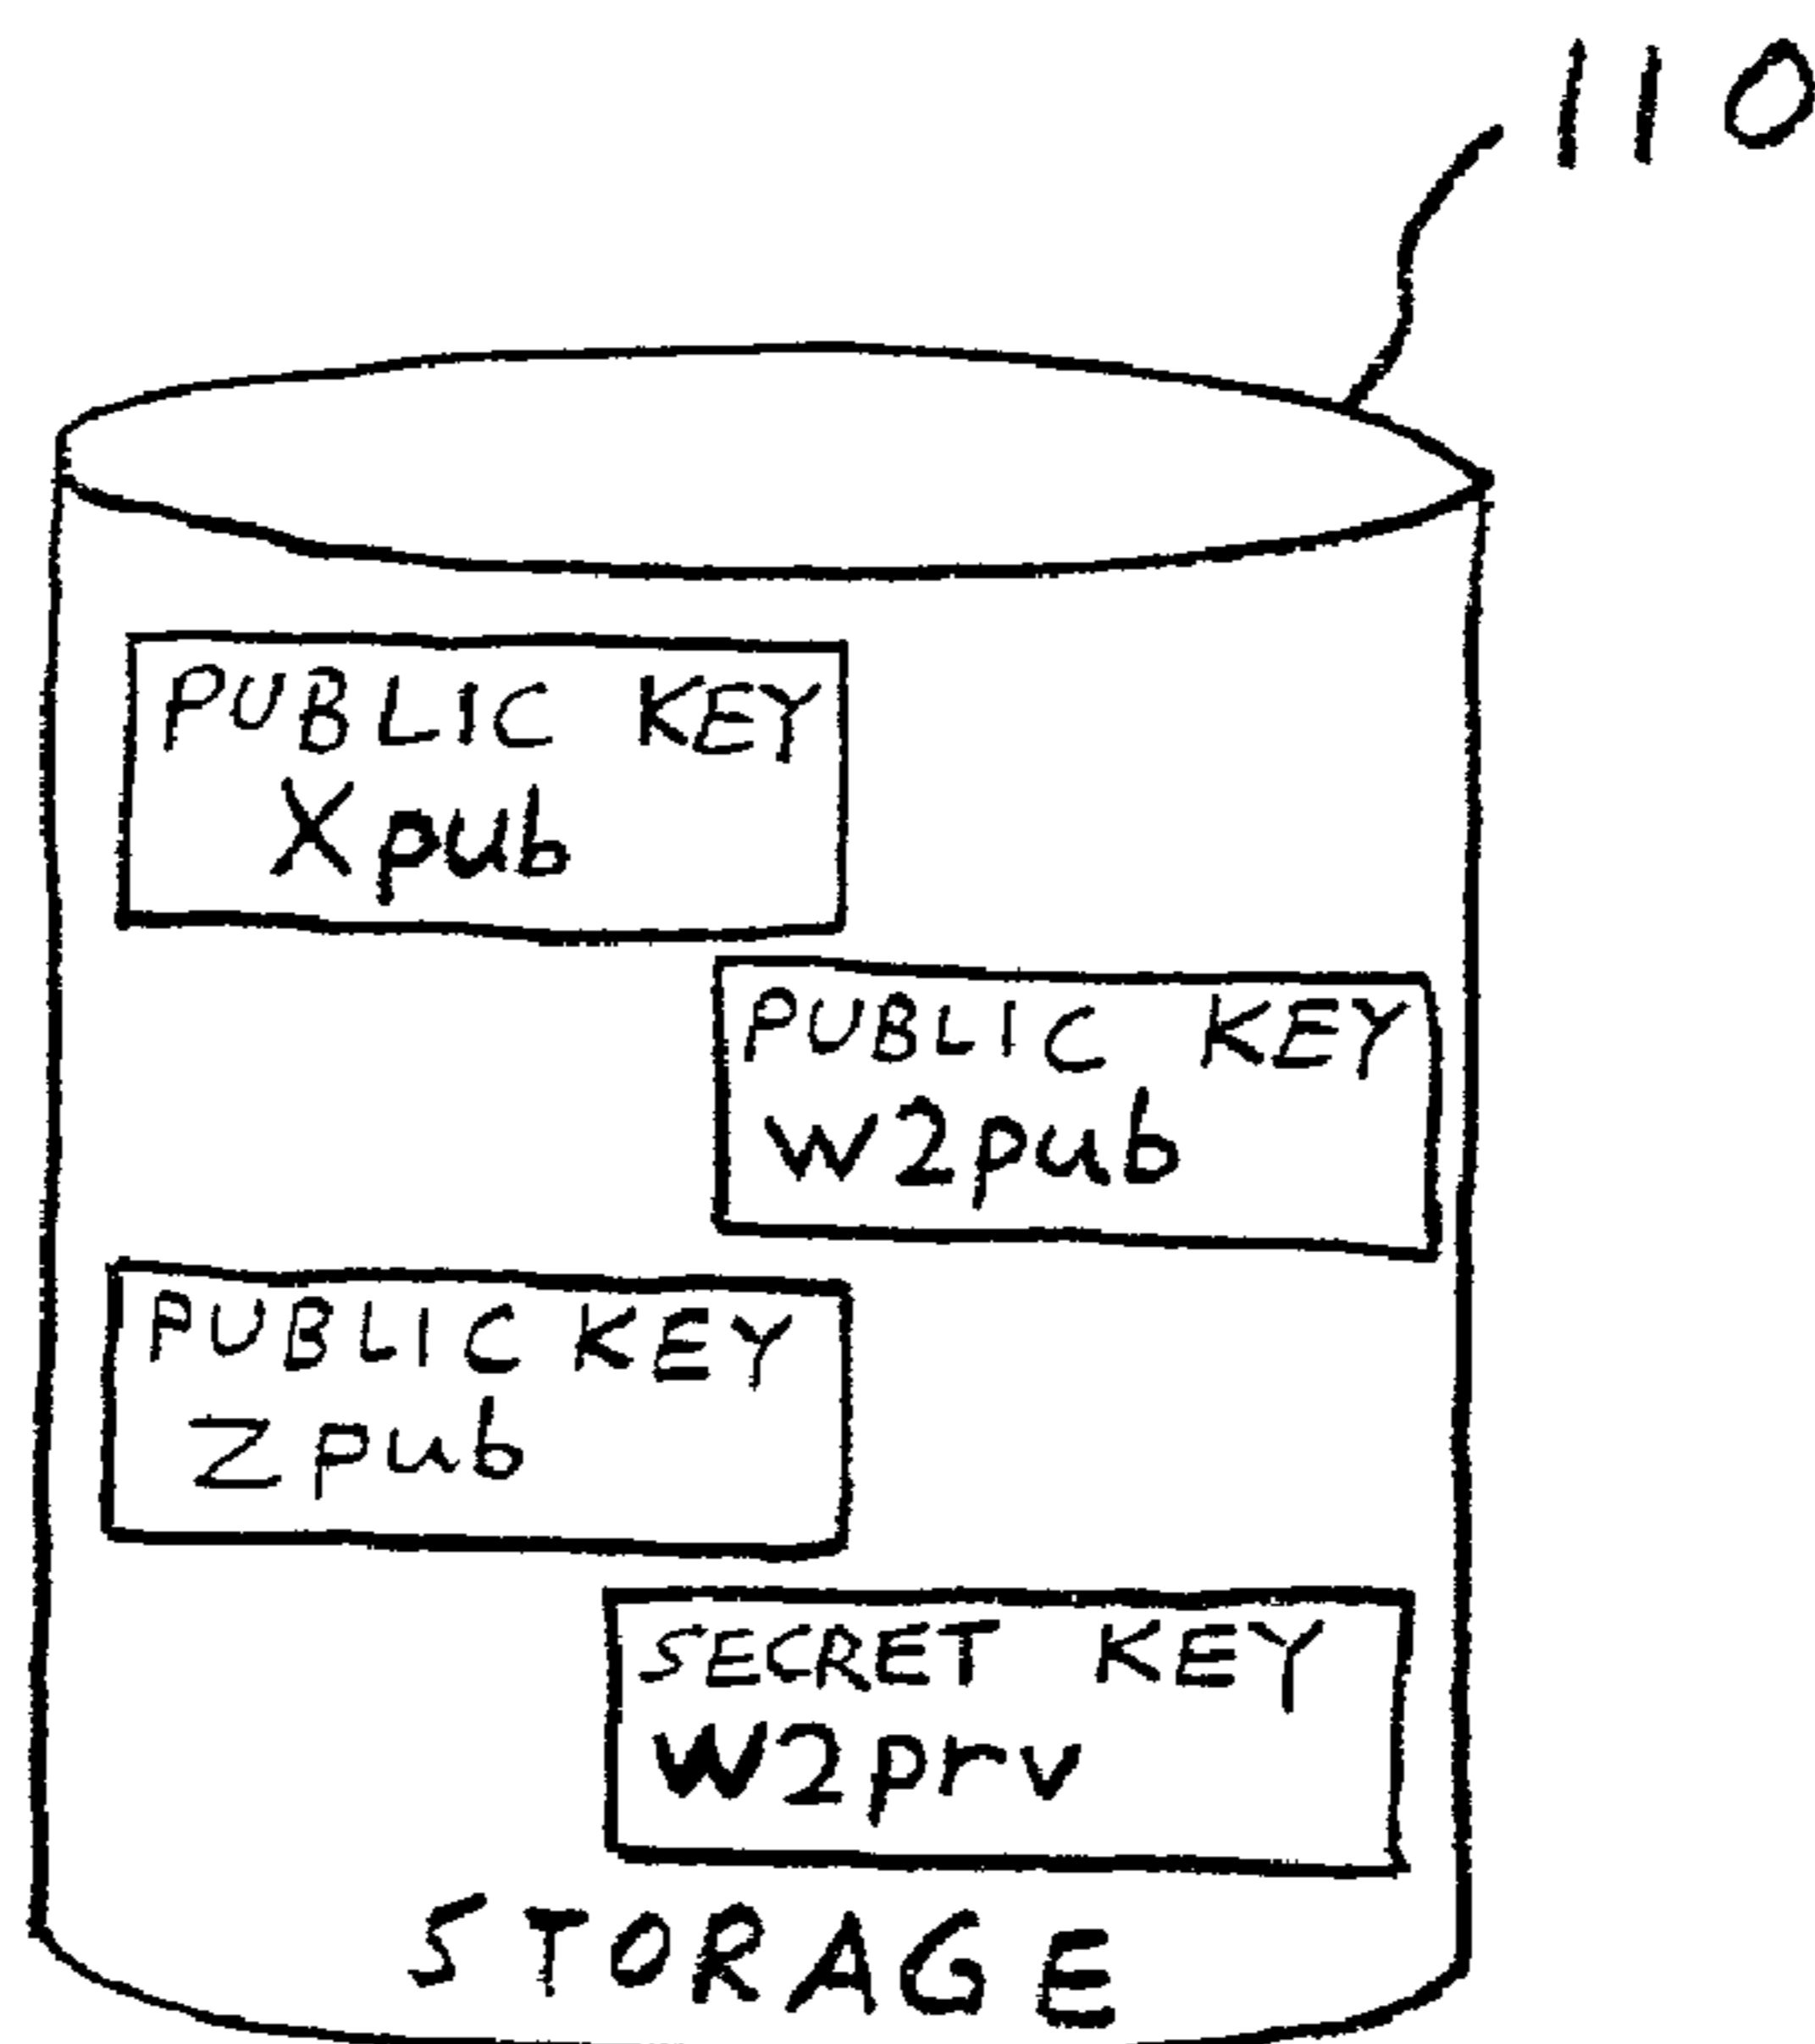 110
PUBLIC KEY
Xpub
PUBLIC KEY
W2pub
PUBLIC KEY
Zpub
SECRET KEY
W2prv
STORAGE